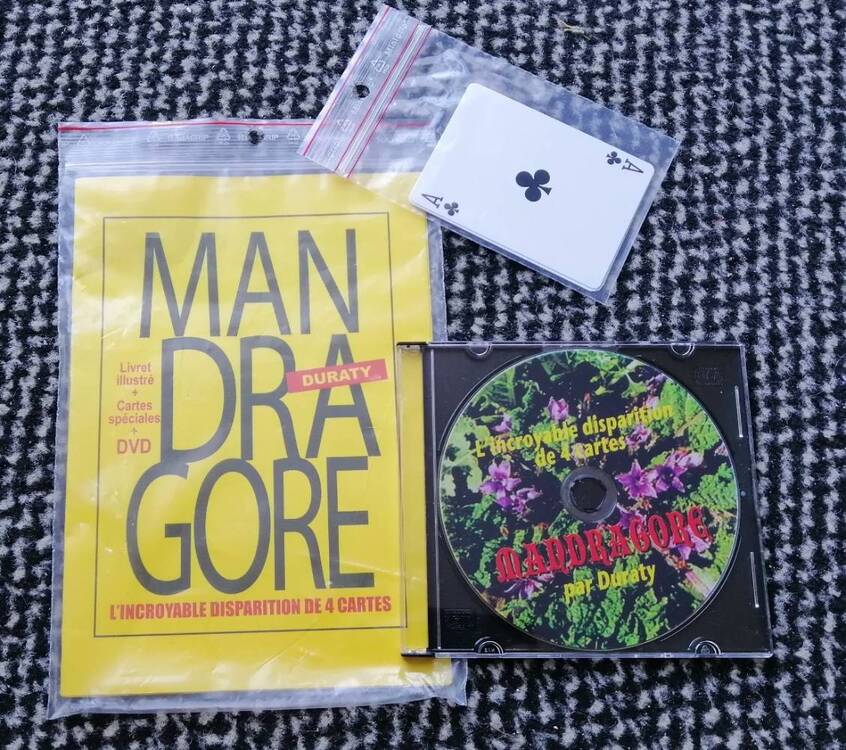 MAN
DRA
GORE
DURATY
Livret
illustré
+
Cartes
spéciales
+
DVD
L'INCROYABLE DISPARITION DE 4 CARTES
A
A
L'incroyable disparition
de 4 cartes
MANDRAGORE
par Duraty